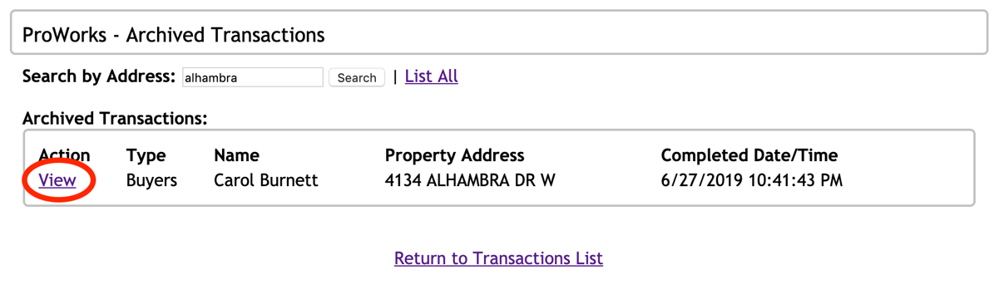 ProWorks - Archived Transactions
Search by Address: alhambra Search | List All
Archived Transactions:
Action Type Name Property Address Completed Date/Time
View Buyers Carol Burnett 4134 ALHAMBRA DR W 6/27/2019 10:41:43 PM
Return to Transactions List